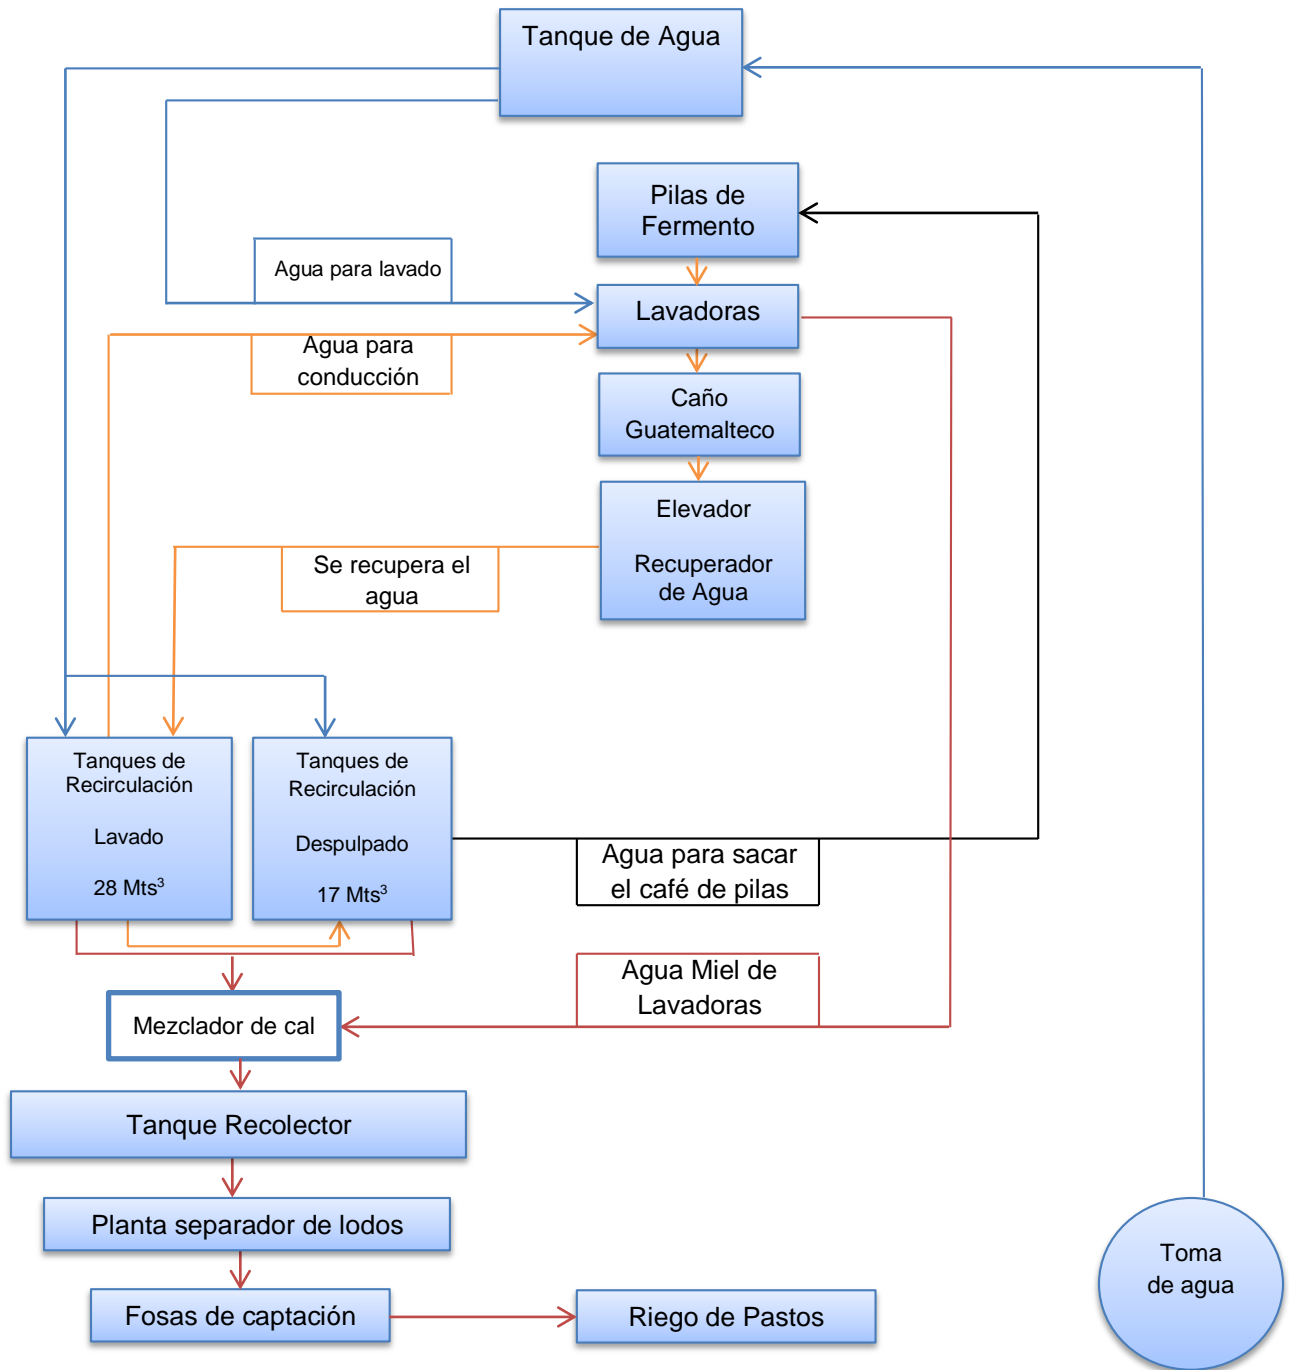 Tanque de Agua
Pilas de
Fermento
Agua para lavado
Lavadoras
Agua para
conducción
Caño
Guatemalteco
Elevador
Recuperador
de Agua
Se recupera el
agua
Tanques de
Recirculación
Lavado
28 Mts³
Tanques de
Recirculación
Despulpado
17 Mts³
Agua para sacar
el café de pilas
Agua Miel de
Lavadoras
Mezclador de cal
Tanque Recolector
Planta separador de lodos
Toma
de agua
Fosas de captación
Riego de Pastos